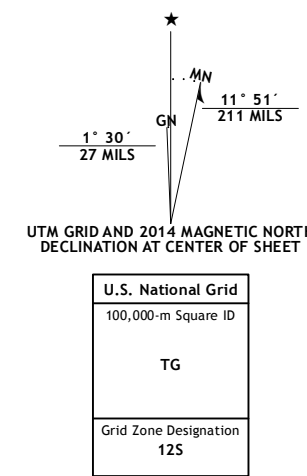 ★
MN
GN
11° 51´
211 MILS
1° 30´
27 MILS
UTM GRID AND 2014 MAGNETIC NORTH
DECLINATION AT CENTER OF SHEET
U.S. National Grid
100,000-m Square ID
TG
Grid Zone Designation
12S